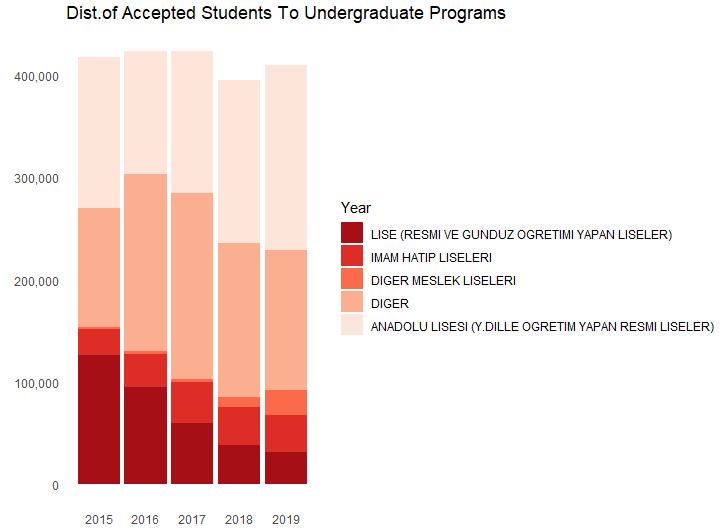 Dist.of Accepted Students To Undergraduate Programs
400,000
300,000
200,000
100,000
0
2015 2016 2017 2018 2019
Year
LISE (RESMI VE GUNDUZ OGRETIMI YAPAN LISELER)
IMAM HATIP LISELERI
DIGER MESLEK LISELERI
DIGER
ANADOLU LISESI (Y.DILLE OGRETIM YAPAN RESMI LISELER)